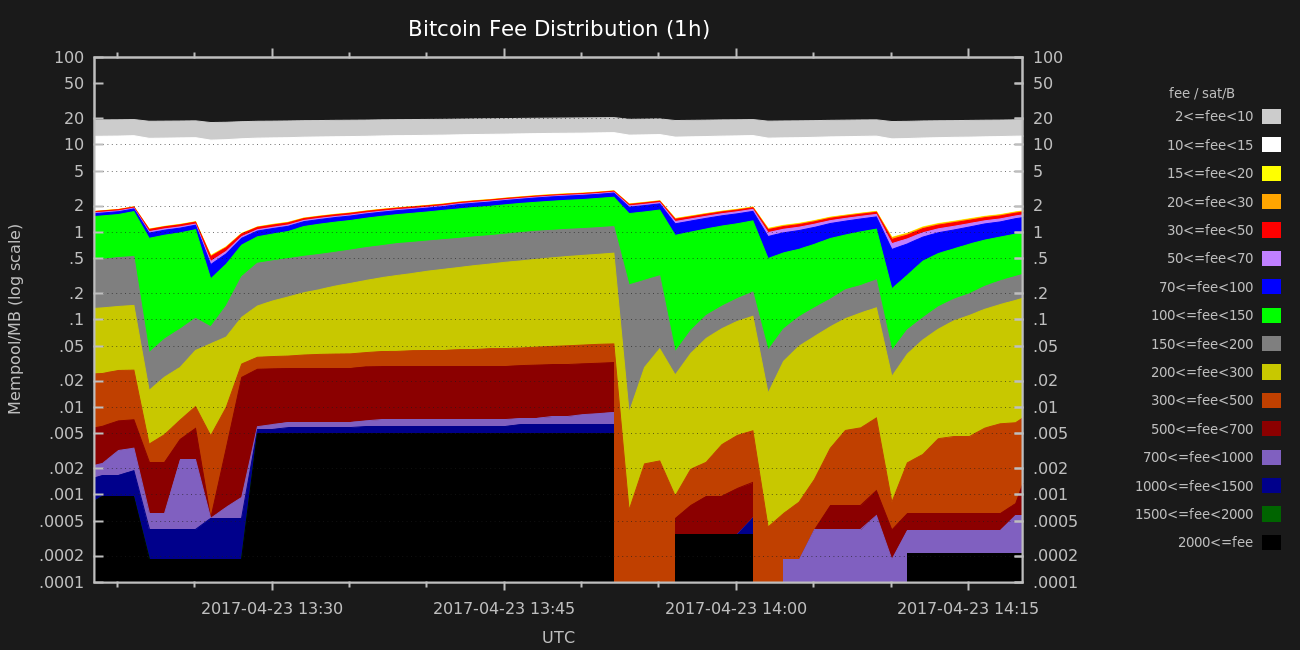 Bitcoin Fee Distribution (1h)
100 100
50 50
20 20
10 10
5 5
2 2
1 1
.5 .5
.2 .2
.1 .1
.05 .05
.02 .02
.01 .01
.005 .005
.002 .002
.001 .001
.0005 .0005
.0002 .0002
.0001 .0001
Mempool/MB (log scale)
2017-04-23 13:30 2017-04-23 13:45 2017-04-23 14:00 2017-04-23 14:15
UTC
fee / sat/B
2<=fee<10
10<=fee<15
15<=fee<20
20<=fee<30
30<=fee<50
50<=fee<70
70<=fee<100
100<=fee<150
150<=fee<200
200<=fee<300
300<=fee<500
500<=fee<700
700<=fee<1000
1000<=fee<1500
1500<=fee<2000
2000<=fee